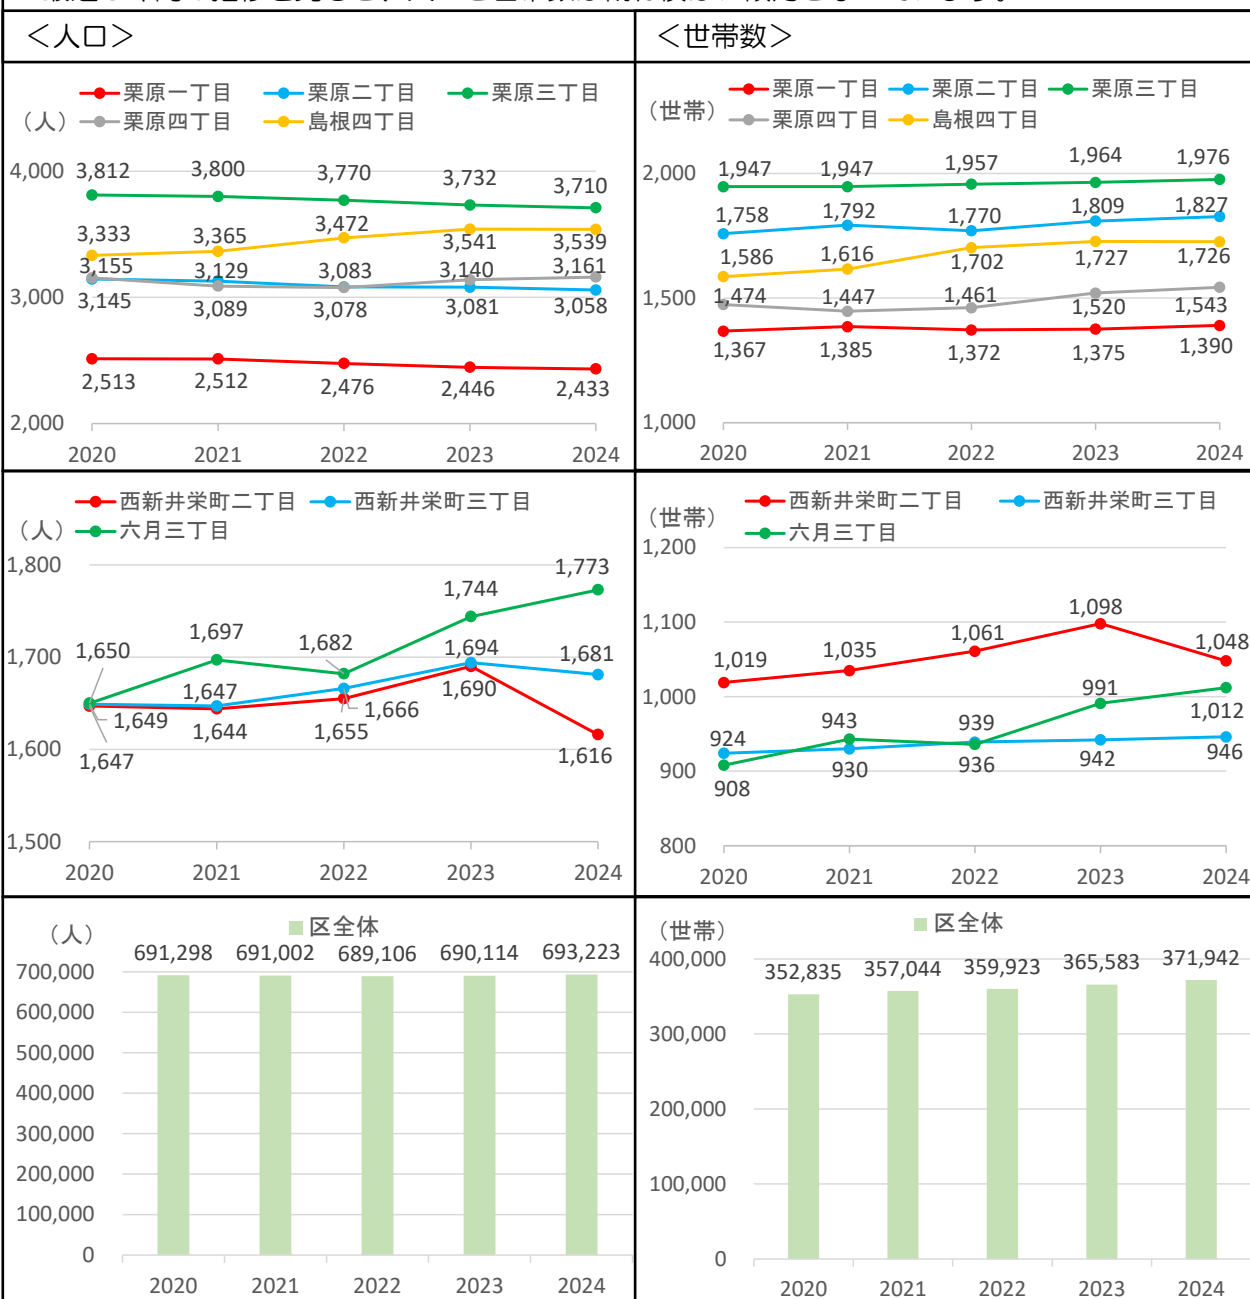 ＜人口＞
＜世帯数＞
栗原一丁目 栗原二丁目 栗原三丁目
（人） 栗原四丁目 島根四丁目
4,000 3,812 3,800 3,770 3,732 3,710
3,333 3,365 3,472 3,541 3,539
3,155 3,129 3,083 3,140 3,161
3,000
3,145 3,089 3,078 3,081 3,058
2,513 2,512 2,476 2,446 2,433
2,000
2020 2021 2022 2023 2024
栗原一丁目 栗原二丁目 栗原三丁目
（世帯） 栗原四丁目 島根四丁目
2,000 1,947 1,947 1,957 1,964 1,976
1,758 1,792 1,770 1,809 1,827
1,586 1,616 1,702 1,727 1,726
1,500 1,474 1,447 1,461 1,520 1,543
1,367 1,385 1,372 1,375 1,390
1,000
2020 2021 2022 2023 2024
西新井栄町二丁目 西新井栄町三丁目
（人） 六月三丁目
1,800 1,773
1,744
1,700 1,650 1,697 1,682 1,694 1,681
1,647 1,690
1,649 1,644 1,655 1,666
1,600 1,647 1,616
1,500
2020 2021 2022 2023 2024
西新井栄町二丁目 西新井栄町三丁目
（世帯） 六月三丁目
1,200
1,100 1,098
1,019 1,035 1,061 1,048
1,000 991 1,012
924 943 939
900 908 930 936 942 946
800
2020 2021 2022 2023 2024
（人） 区全体
691,298 691,002 689,106 690,114 693,223
700,000
600,000
500,000
400,000
300,000
200,000
100,000
0
2020 2021 2022 2023 2024
（世帯） 区全体
400,000 352,835 357,044 359,923 365,583 371,942
300,000
200,000
100,000
0
2020 2021 2022 2023 2024